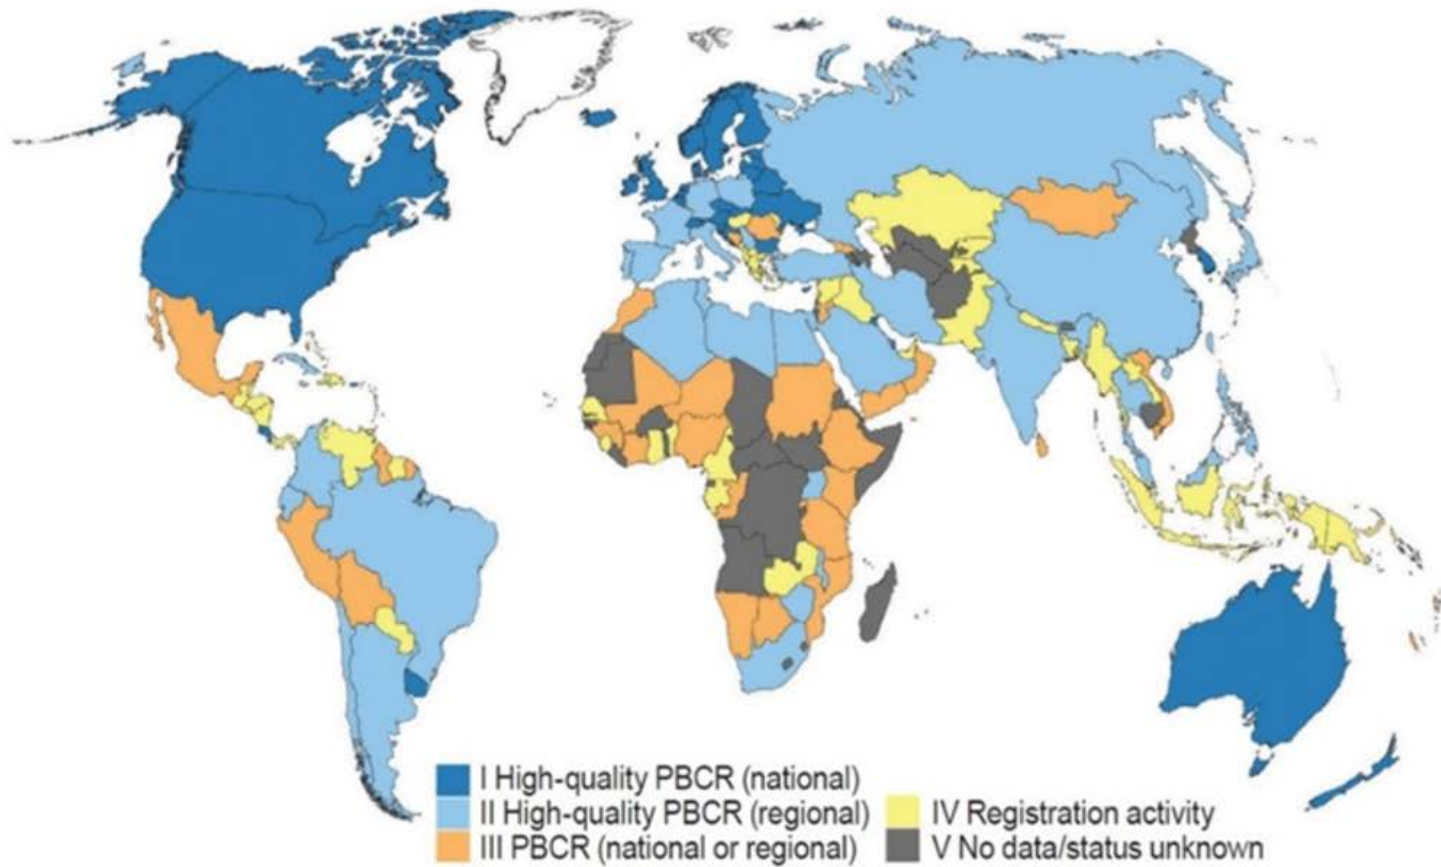 I High-quality PBCR (national)
II High-quality PBCR (regional)
III PBCR (national or regional)
IV Registration activity
V No data/status unknown